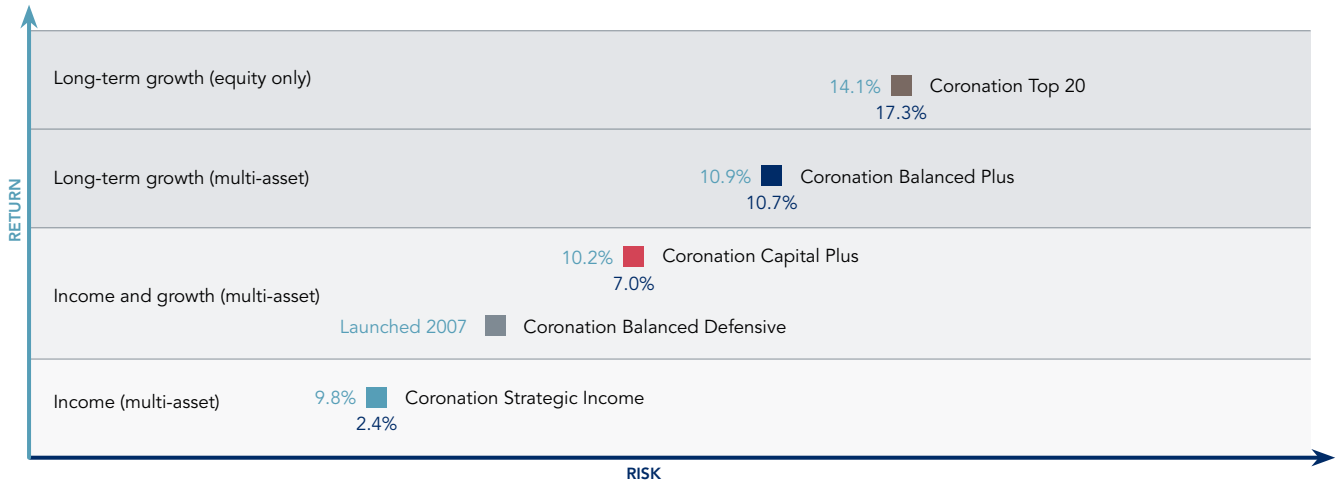 Long-term growth (equity only)
14.1% Coronation Top 20
17.3%
Long-term growth (multi-asset)
10.9% Coronation Balanced Plus
10.7%
RETURN
Income and growth (multi-asset)
10.2% Coronation Capital Plus
7.0%
Launched 2007 Coronation Balanced Defensive
Income (multi-asset)
9.8% Coronation Strategic Income
2.4%
RISK